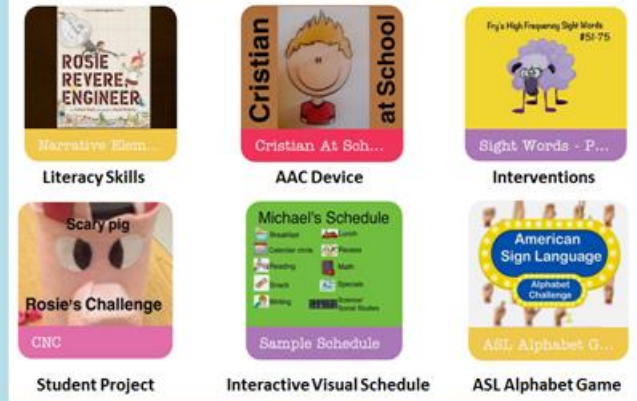 ROSIE
REVERE,
ENGINEER
Narrative Elem...
Literacy Skills
Cristian
at School
Cristian At Sch...
AAC Device
Fry's High Frequency Sight Words
#51-75
Sight Words - P...
Interventions
Scary pig
Rosie's Challenge
CNC
Student Project
Michael's Schedule
Breakfast
Calendar circle
Reading
Snack
Writing
Lunch
Recess
Math
Specials
Science/
Social Studies
Sample Schedule
Interactive Visual Schedule
American
Sign Language
Alphabet
Challenge
ASL Alphabet G...
ASL Alphabet Game